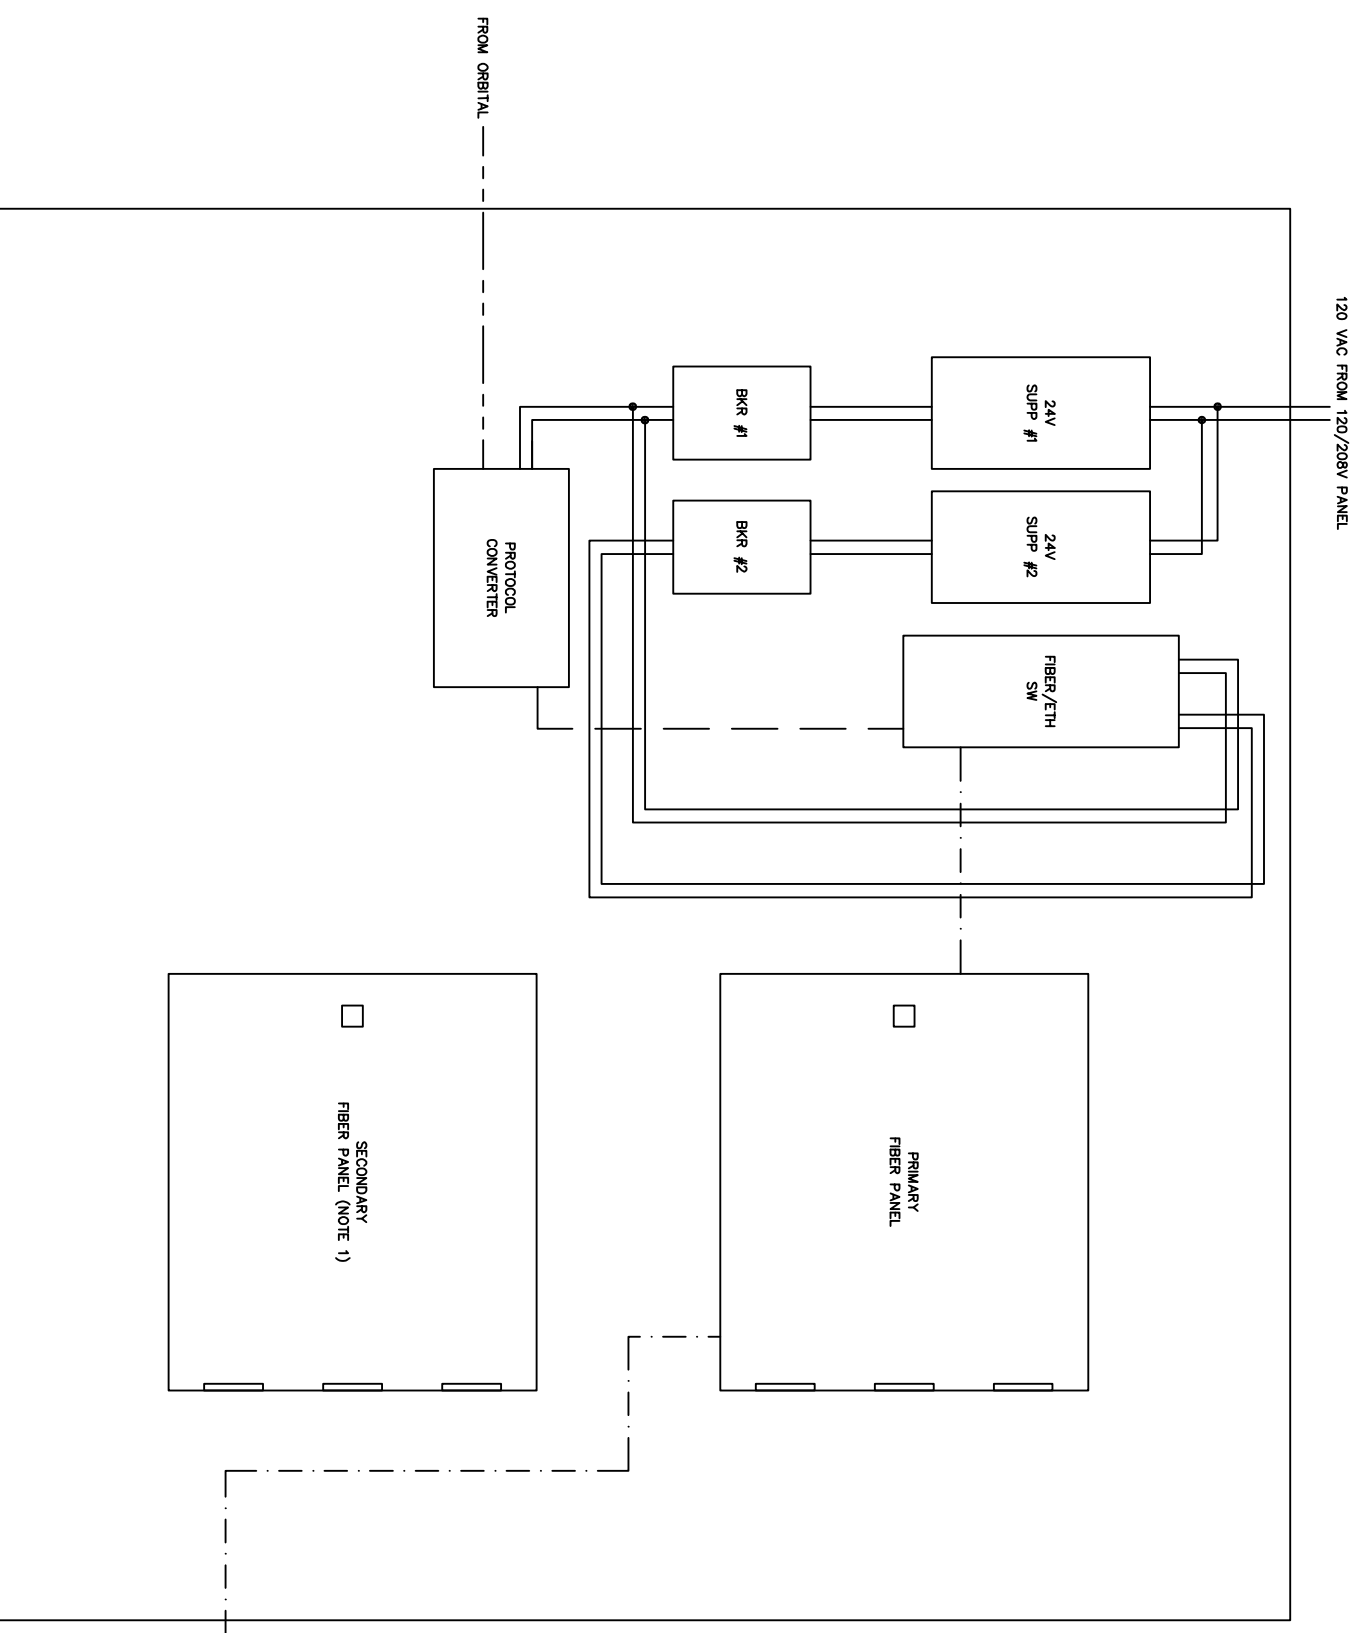 120 VAC FROM 120/208V PANEL
FROM ORBITAL
24V
SUPP #1
BKR #1
24V
SUPP #2
BKR #2
PROTOCOL
CONVERTER
FIBER/ETH
SW
PRIMARY
FIBER PANEL
SECONDARY
FIBER PANEL (NOTE 1)